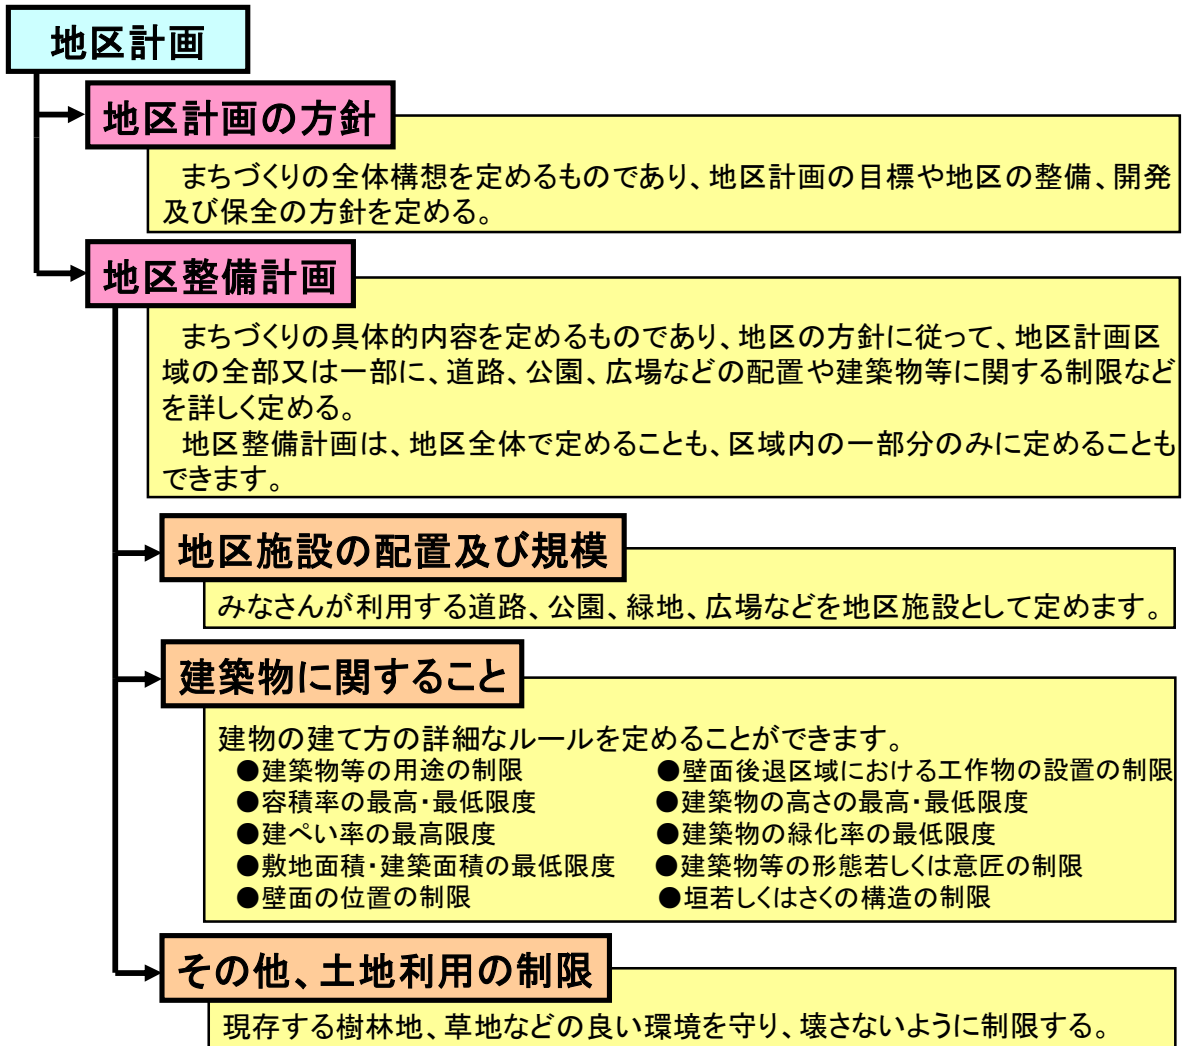 地区計画
地区計画の方針
まちづくりの全体構想を定めるものであり、地区計画の目標や地区の整備、開発
及び保全の方針を定める。
地区整備計画
まちづくりの具体的内容を定めるものであり、地区の方針に従って、地区計画区
域の全部又は一部に、道路、公園、広場などの配置や建築物等に関する制限など
を詳しく定める。
地区整備計画は、地区全体で定めることも、区域内の一部分のみに定めることも
できます。
地区施設の配置及び規模
みなさんが利用する道路、公園、緑地、広場などを地区施設として定めます。
建築物に関すること
建物の建て方の詳細なルールを定めることができます。
●建築物等の用途の制限
●容積率の最高・最低限度
●建ぺい率の最高限度
●敷地面積・建築面積の最低限度
●壁面の位置の制限
●壁面後退区域における工作物の設置の制限
●建築物の高さの最高・最低限度
●建築物の緑化率の最低限度
●建築物等の形態若しくは意匠の制限
●垣若しくはさくの構造の制限
その他、土地利用の制限
現存する樹林地、草地などの良い環境を守り、壊さないように制限する。